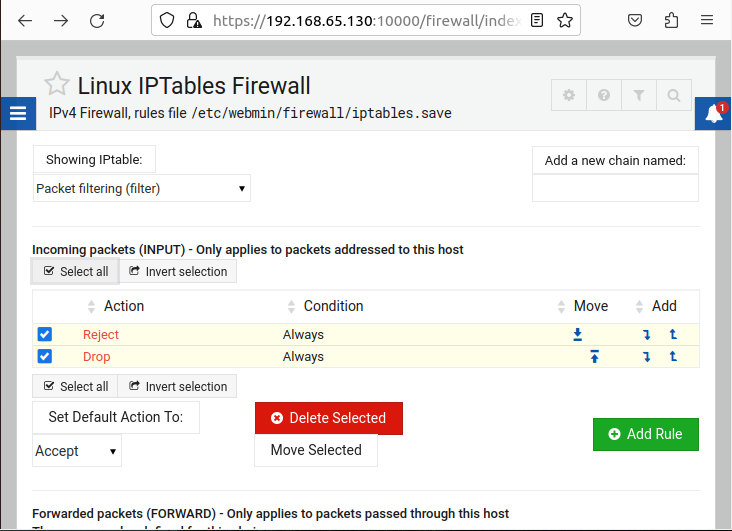 https://192.168.65.130:10000/firewall/index
Linux IPTables Firewall
IPv4 Firewall, rules file /etc/webmin/firewall/iptables.save
1
Showing IPtable:
Packet filtering (filter)
Add a new chain named:
Incoming packets (INPUT) - Only applies to packets addressed to this host
Select all Invert selection
Action Condition Move Add
Reject Always
Drop Always
Select all Invert selection
Set Default Action To:
Accept
Delete Selected
Move Selected
Add Rule
Forwarded packets (FORWARD) - Only applies to packets passed through this host